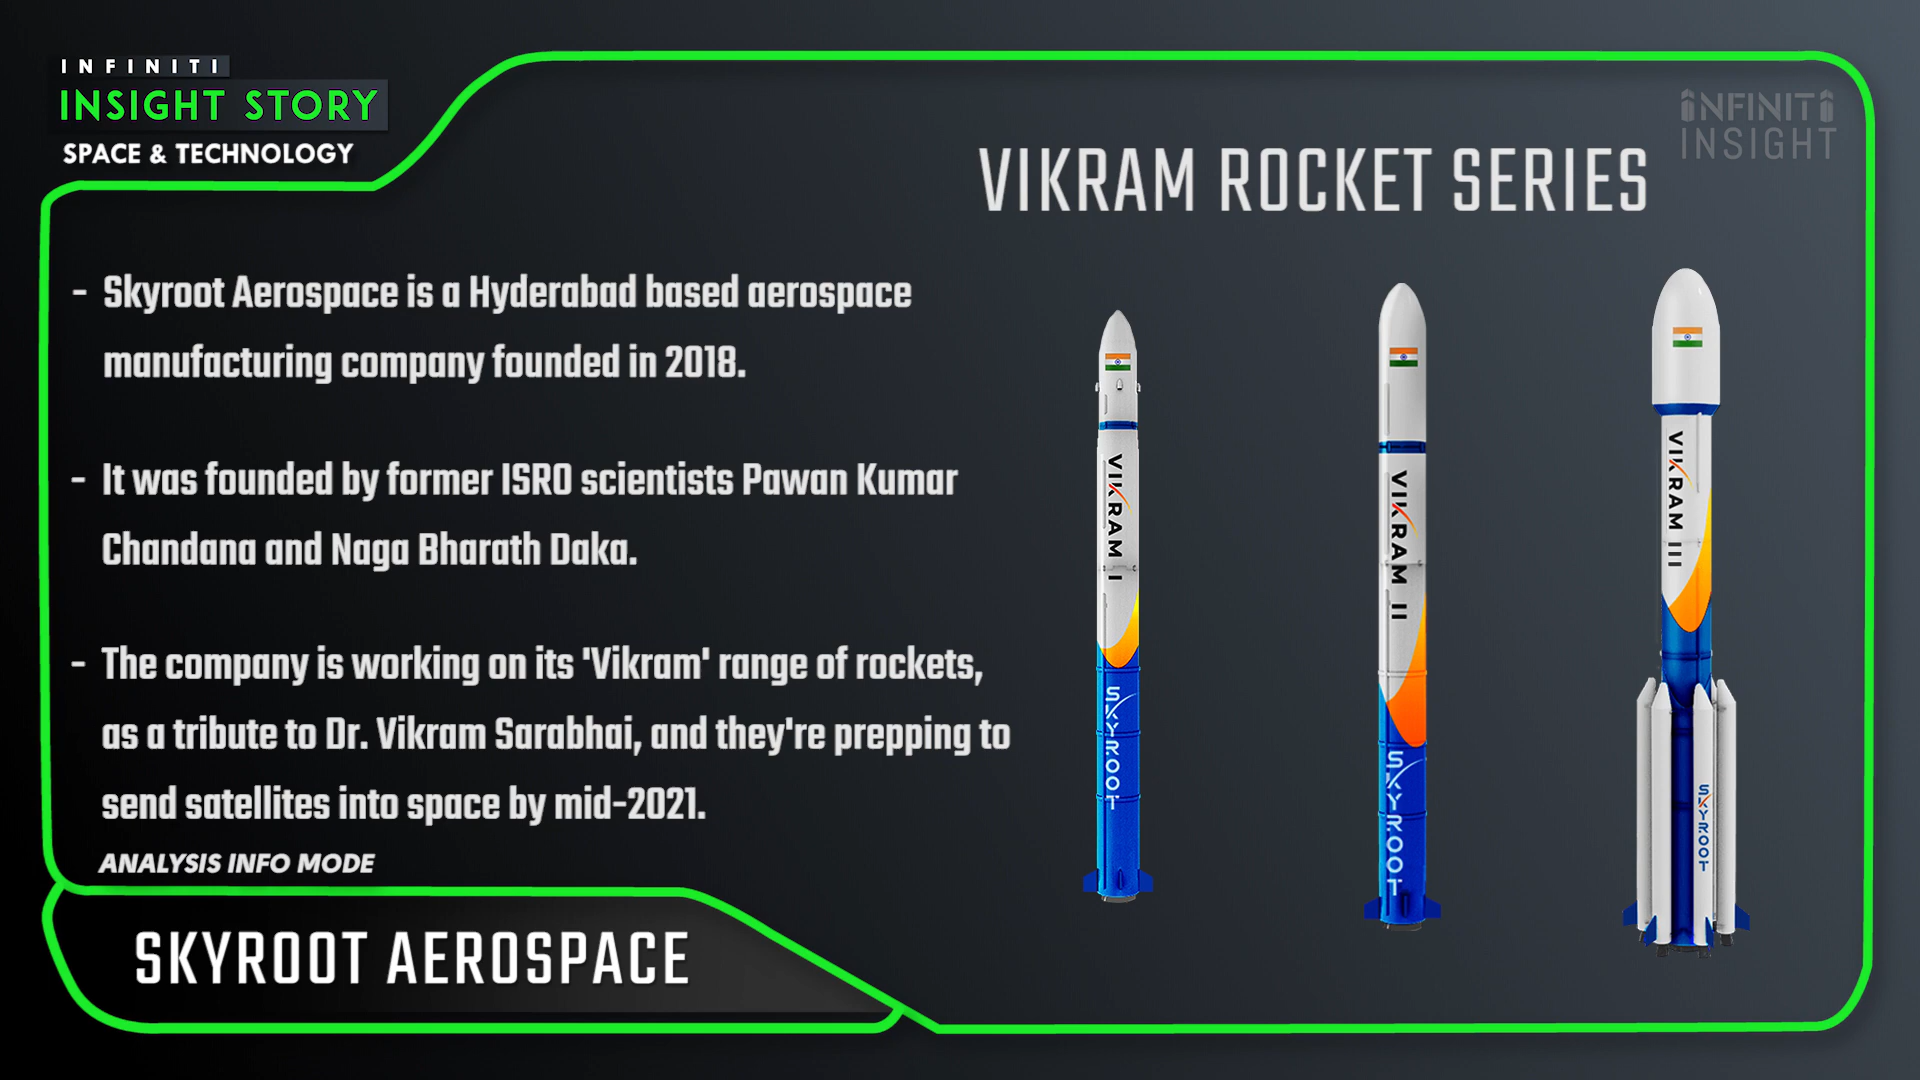 INFINITI
INSIGHT STORY
SPACE & TECHNOLOGY
INFINITI
INSIGHT
VIKRAM ROCKET SERIES
- Skyroot Aerospace is a Hyderabad based aerospace
manufacturing company founded in 2018.
- It was founded by former ISRO scientists Pawan Kumar
Chandana and Naga Bharath Daka.
- The company is working on its 'Vikram' range of rockets,
as a tribute to Dr. Vikram Sarabhai, and they're prepping to
send satellites into space by mid-2021.
ANALYSIS INFO MODE
SKYROOT AEROSPACE
VIKRAM I
SKYROOT
VIKRAM II
SKYROOT
VIKRAM III
SKYROOT